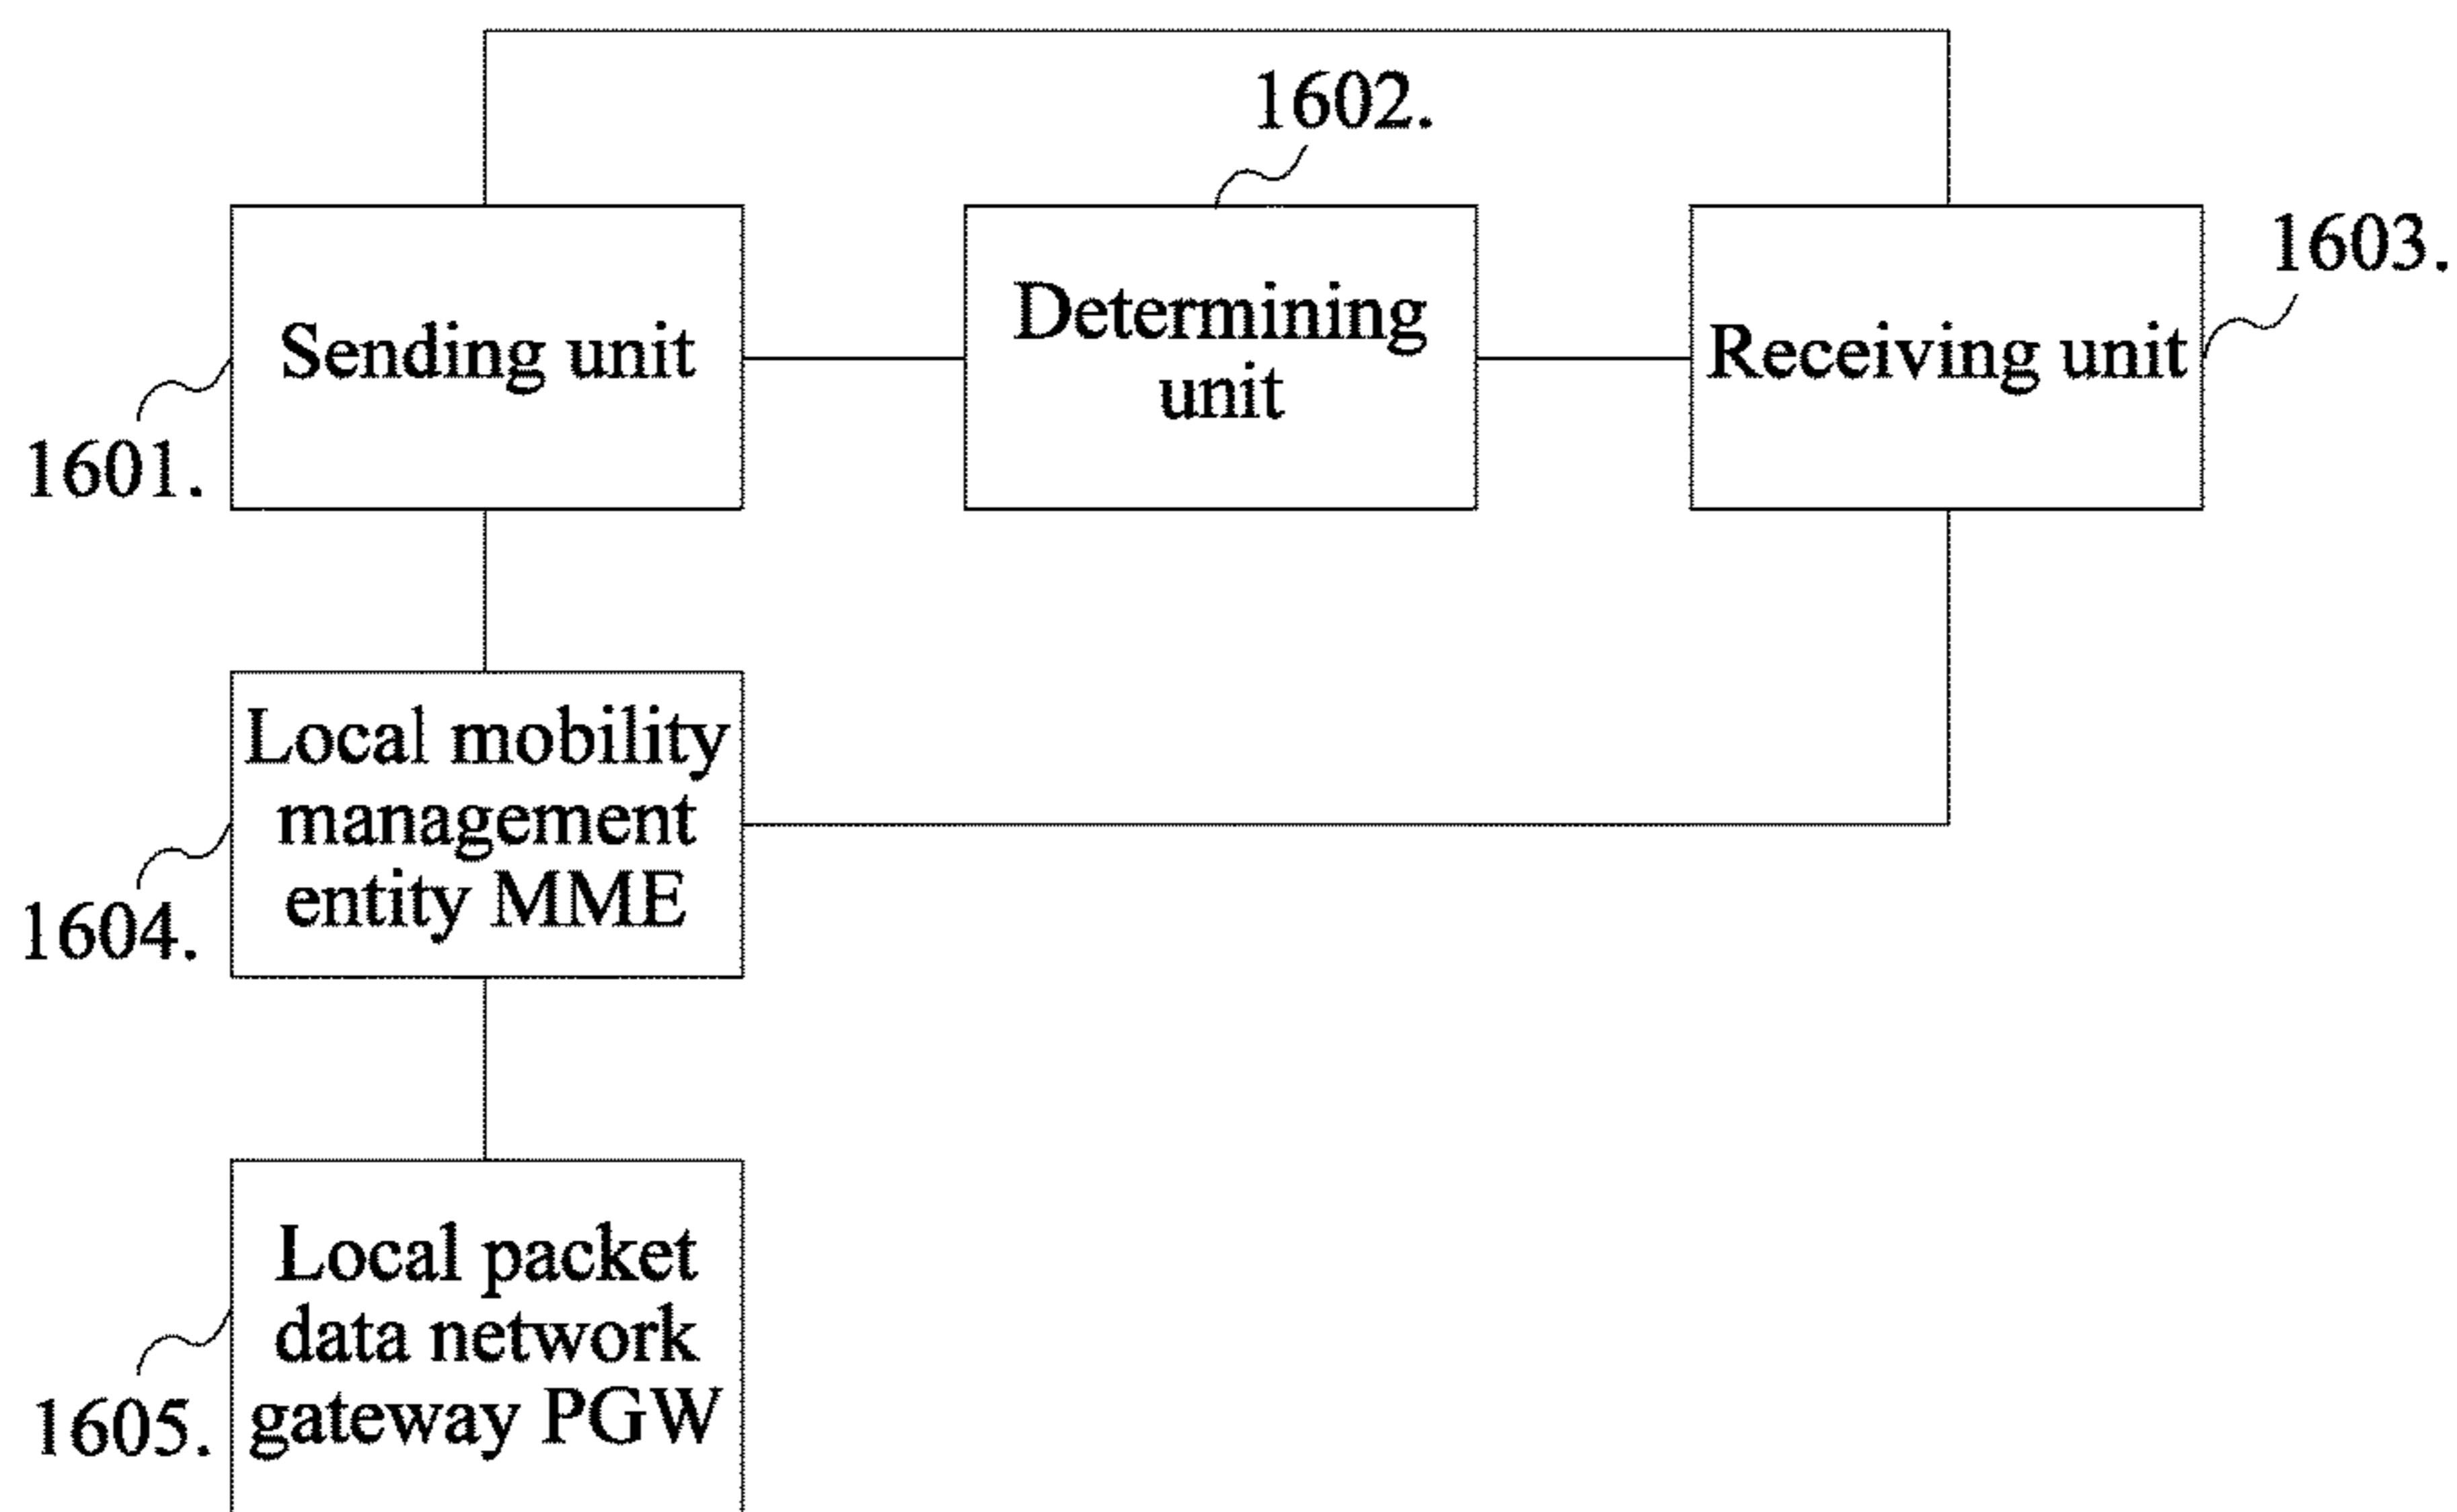 1602.
1603.
Sending unit
Determining
unit
Receiving unit
1601.
Local mobility
management
entity MME
1604.
Local packet
data network
gateway PGW
1605.